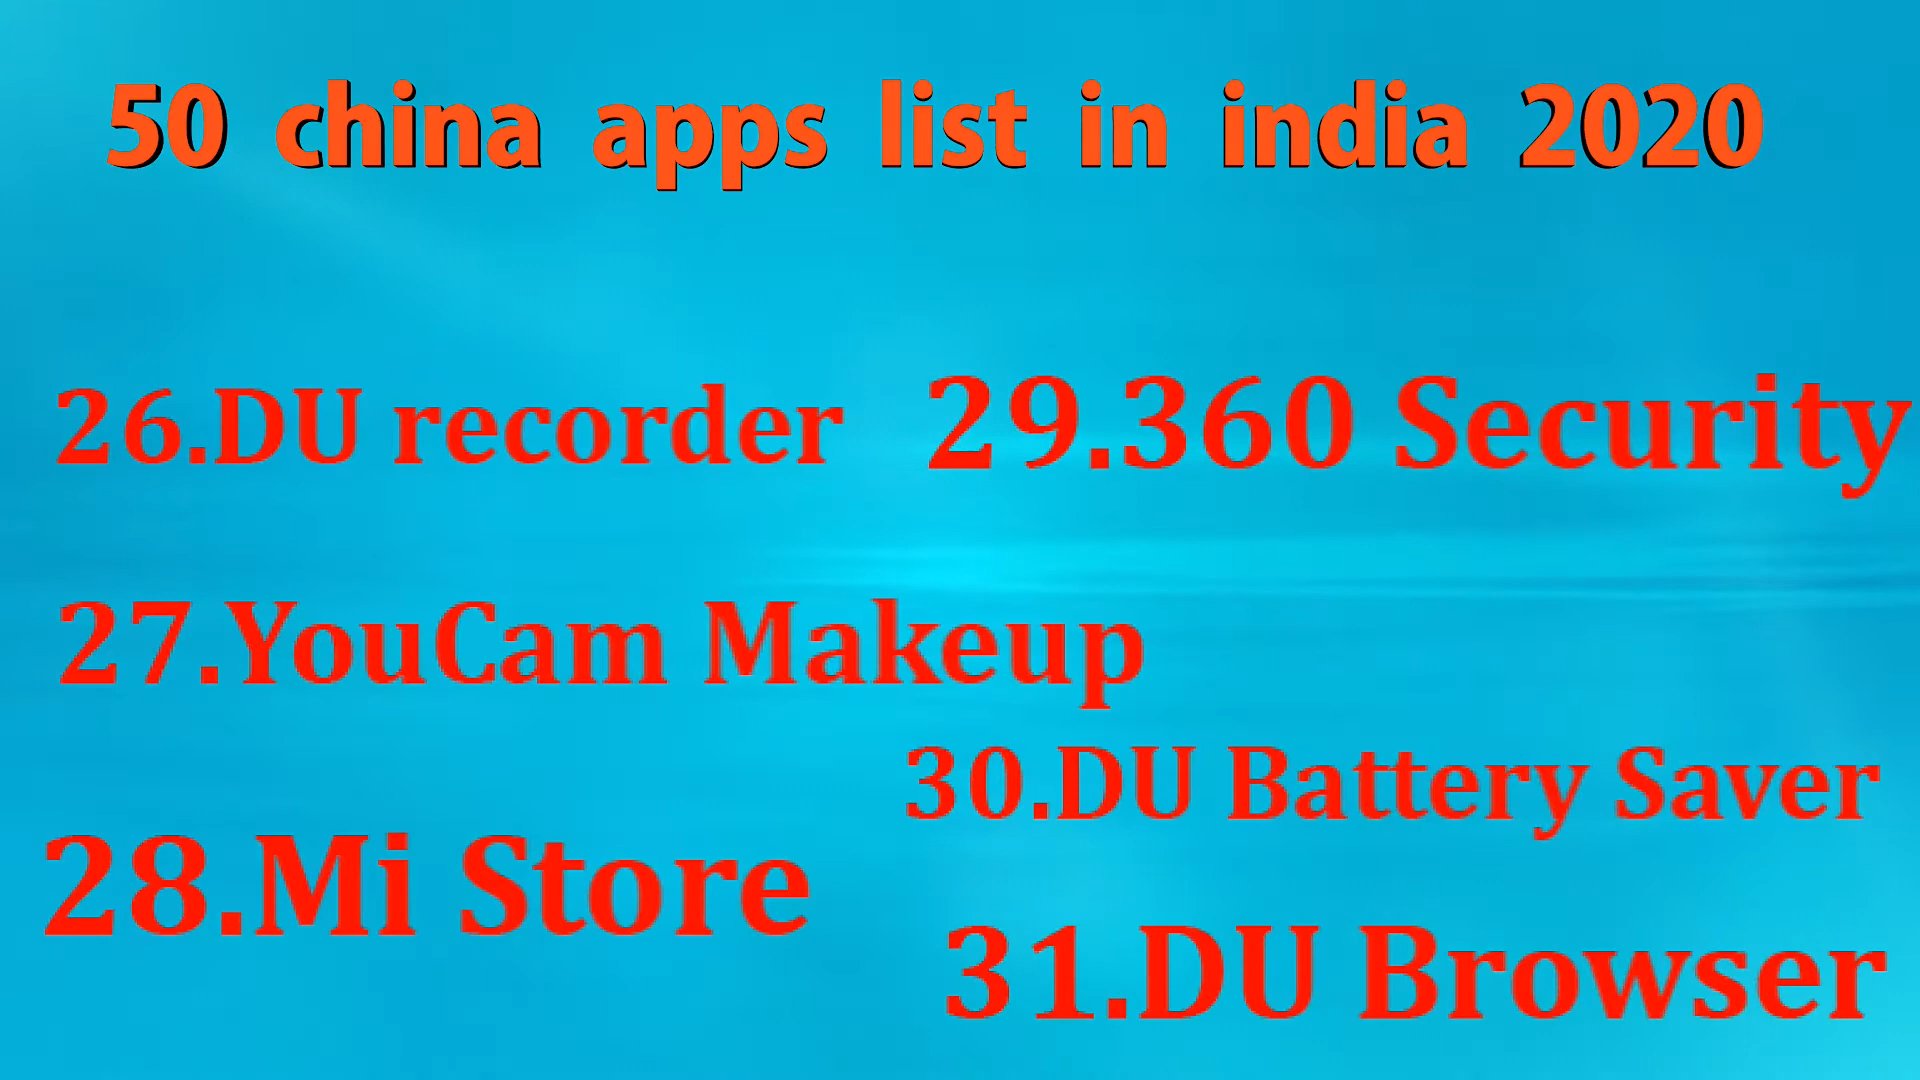 50 china apps list in india 2020
26.DU recorder
27.YouCam Makeup
28.Mi Store
29.360 Security
30.DU Battery Saver
31.DU Browser